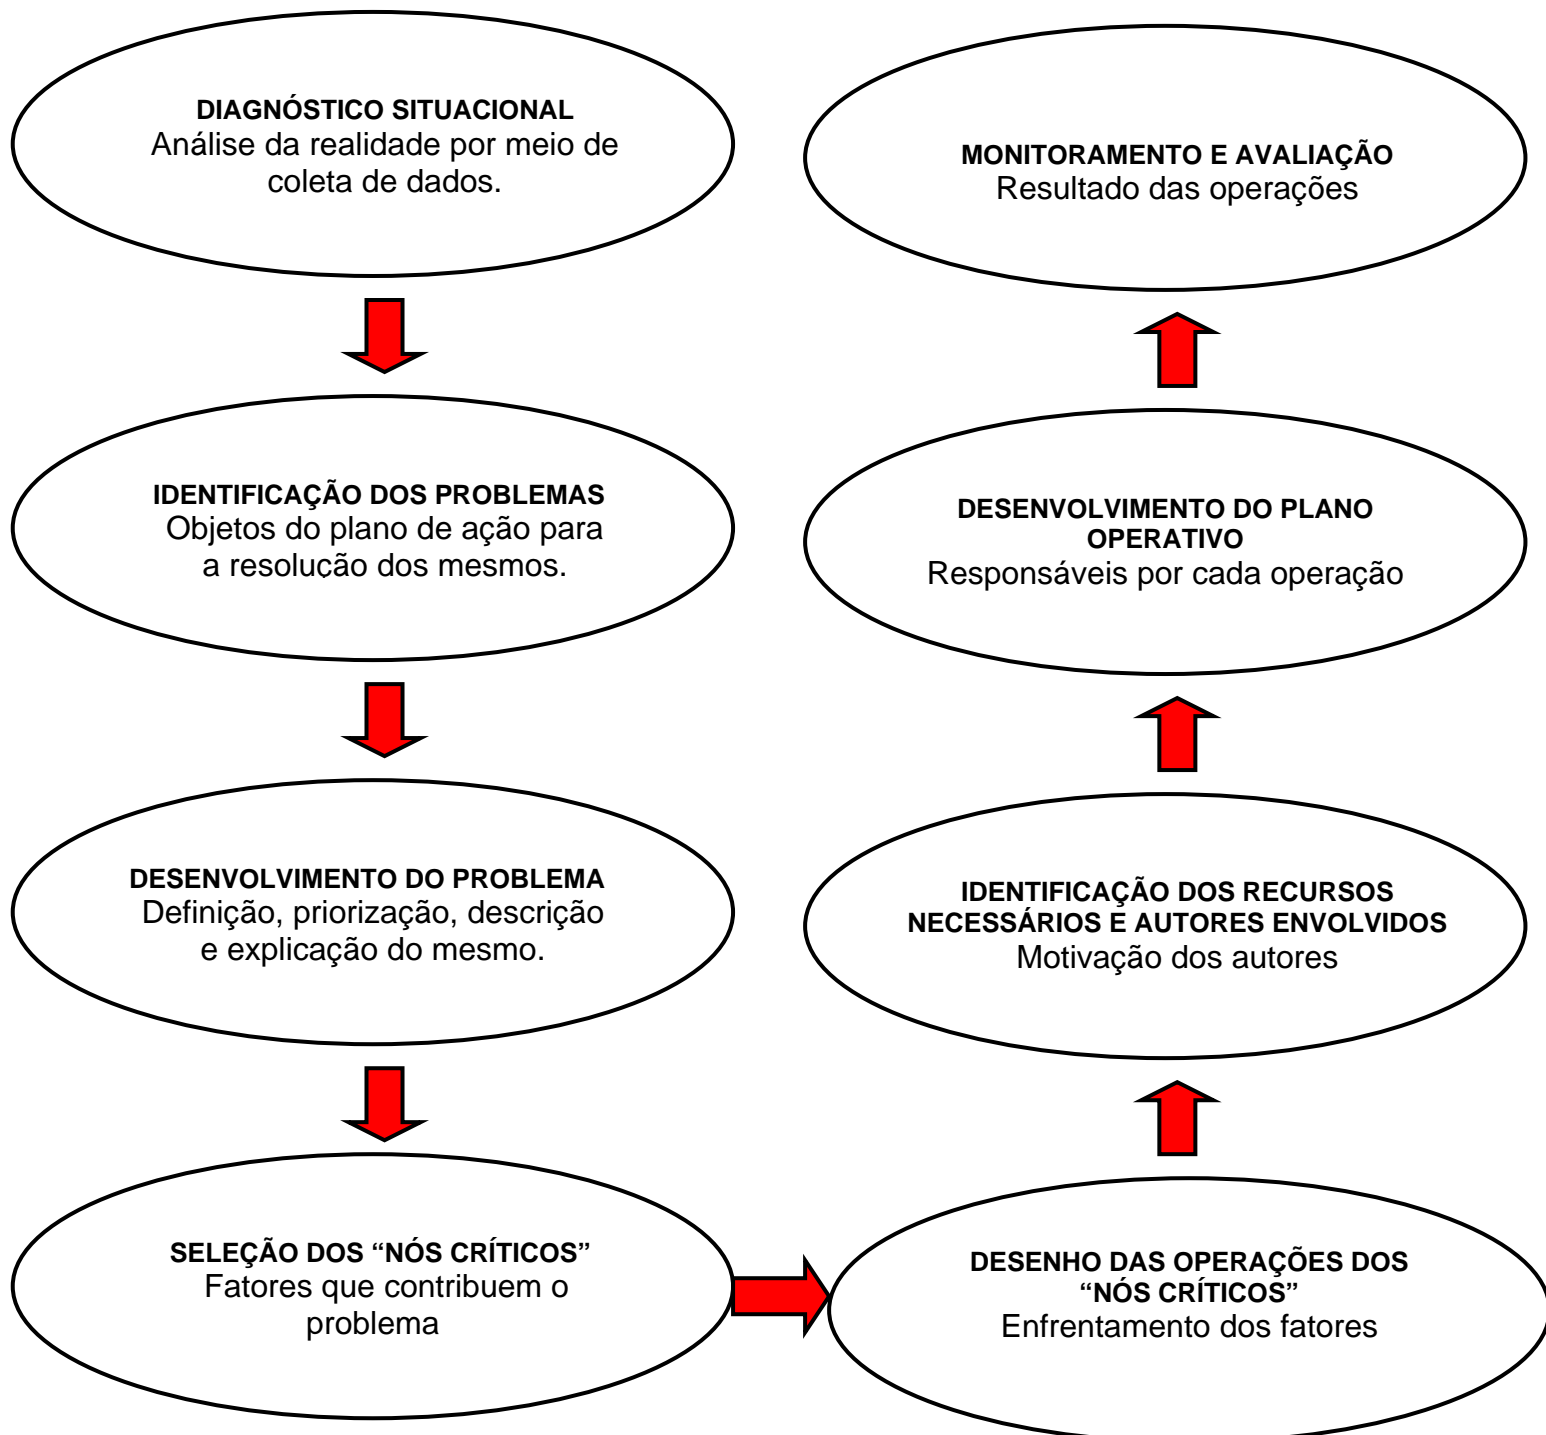 DIAGNÓSTICO SITUACIONAL
Análise da realidade por meio de
coleta de dados.
IDENTIFICAÇÃO DOS PROBLEMAS
Objetos do plano de ação para
a resolução dos mesmos.
DESENVOLVIMENTO DO PROBLEMA
Definição, priorização, descrição
e explicação do mesmo.
SELEÇÃO DOS “NÓS CRÍTICOS”
Fatores que contribuem o
problema
DESENHO DAS OPERAÇÕES DOS
“NÓS CRÍTICOS”
Enfrentamento dos fatores
IDENTIFICAÇÃO DOS RECURSOS
NECESSÁRIOS E AUTORES ENVOLVIDOS
Motivação dos autores
DESENVOLVIMENTO DO PLANO
OPERATIVO
Responsáveis por cada operação
MONITORAMENTO E AVALIAÇÃO
Resultado das operações